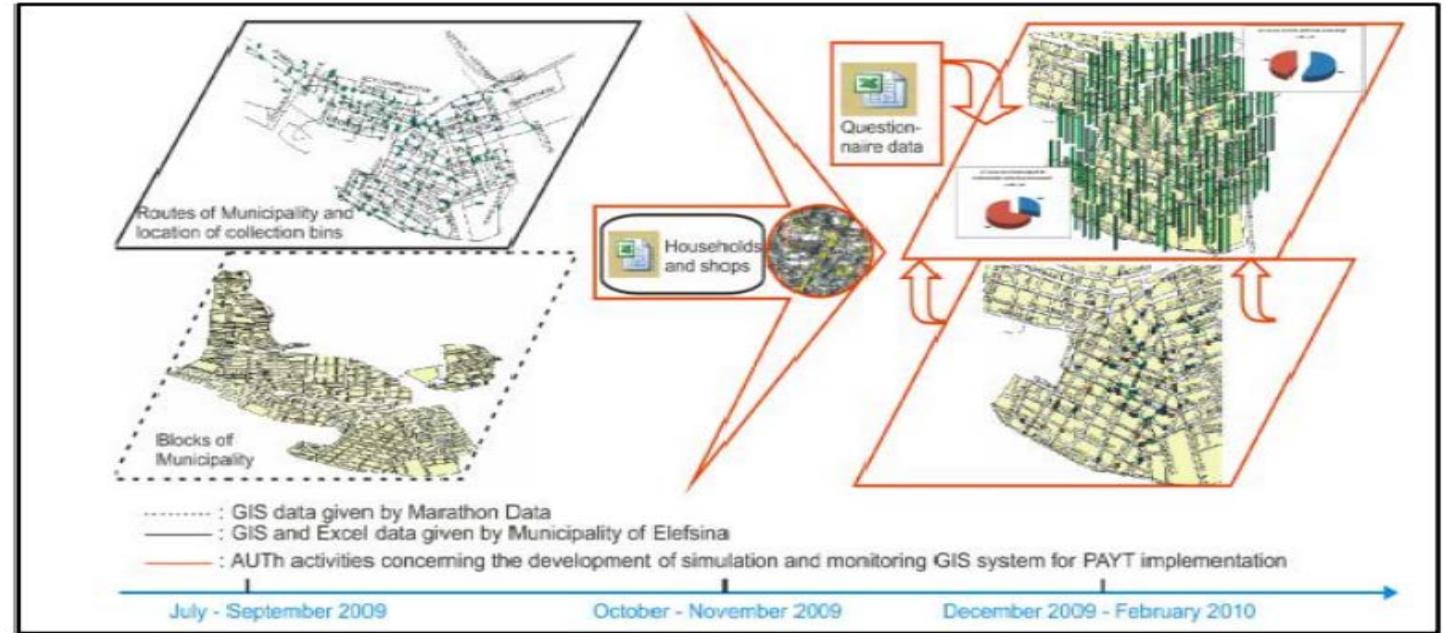 Routes of Municipality and
location of collection bins
Blocks of
Municipality
Households
and shops
Question-
naire data
: GIS data given by Marathon Data
: GIS and Excel data given by Municipality of Elefsina
: AUTh activities concerning the development of simulation and monitoring GIS system for PAYT implementation
July - September 2009
October - November 2009
December 2009 - February 2010